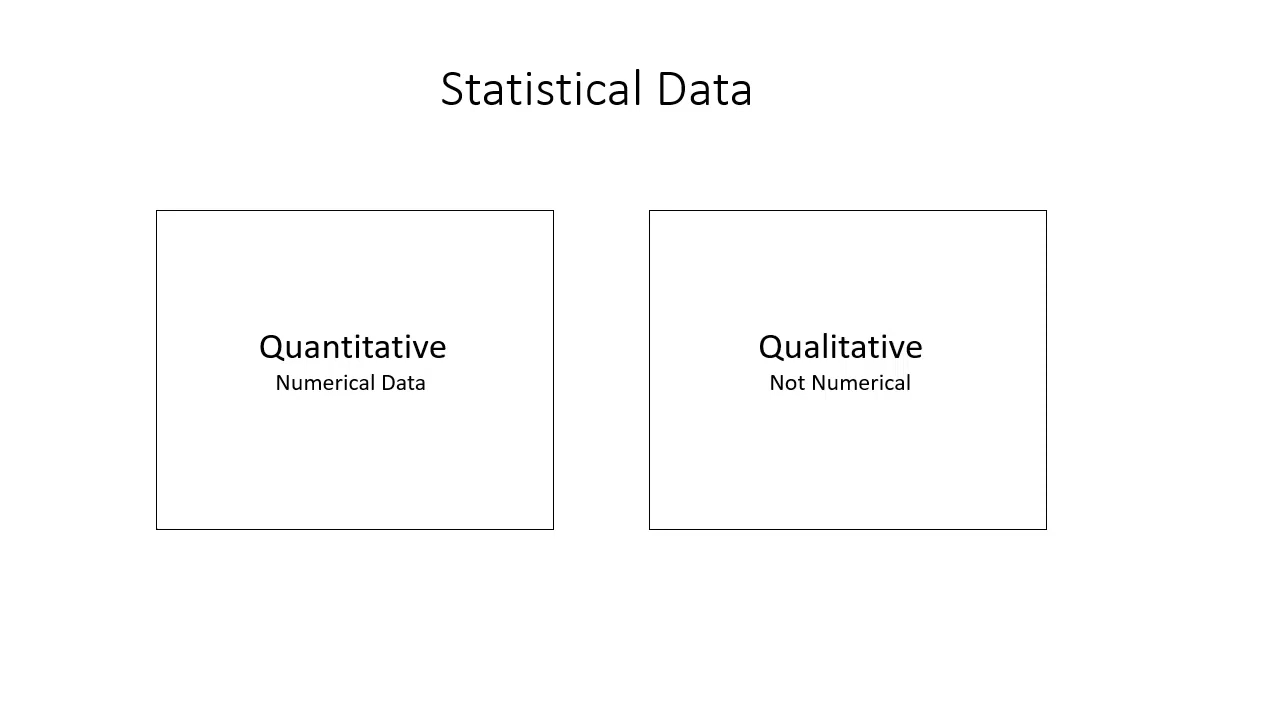 Statistical Data
Quantitative
Numerical Data
Qualitative
Not Numerical